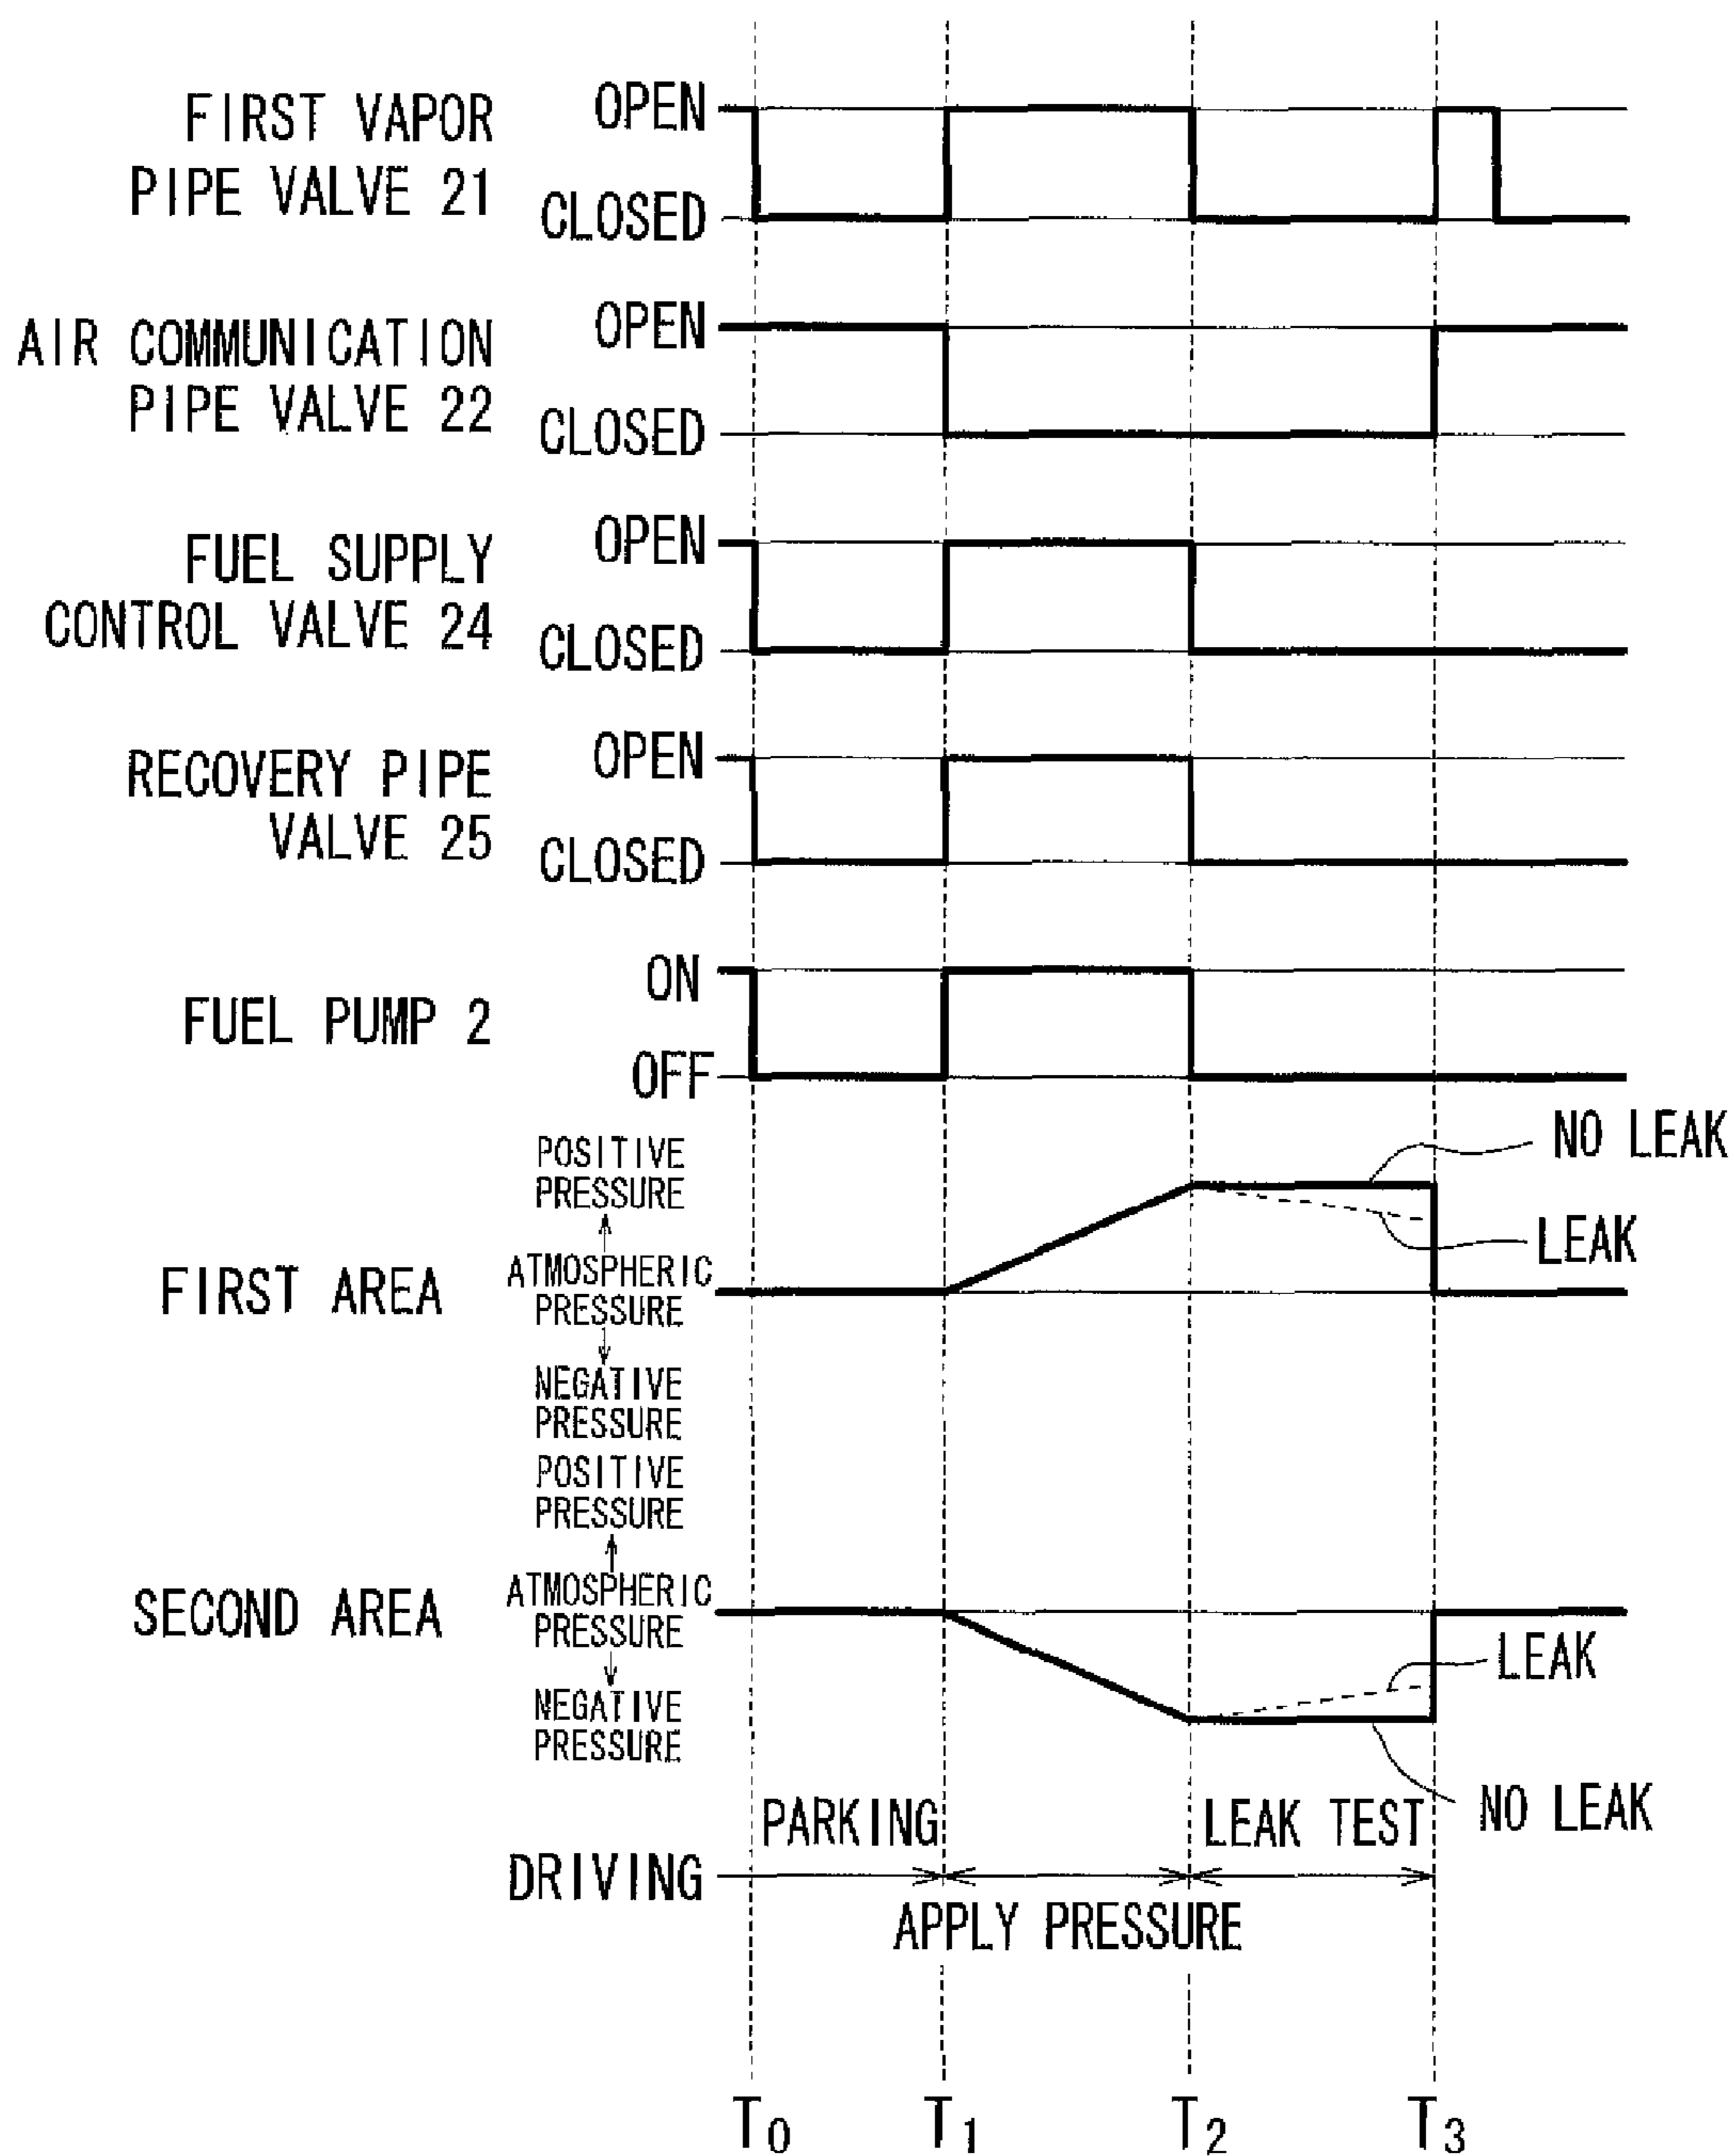 FIRST VAPOR
PIPE VALVE 21
OPEN
CLOSED
AIR COMMUNICATION
PIPE VALVE 22
OPEN
CLOSED
FUEL SUPPLY
CONTROL VALVE 24
OPEN
CLOSED
RECOVERY PIPE
VALVE 25
OPEN
CLOSED
FUEL PUMP 2
ON
OFF
FIRST AREA
POSITIVE
PRESSURE
ATMOSPHERIC
PRESSURE
NEGATIVE
PRESSURE
NO LEAK
LEAK
SECOND AREA
POSITIVE
PRESSURE
ATMOSPHERIC
PRESSURE
NEGATIVE
PRESSURE
LEAK
NO LEAK
PARKING
LEAK TEST
DRIVING
APPLY PRESSURE
T0 T1 T2 T3